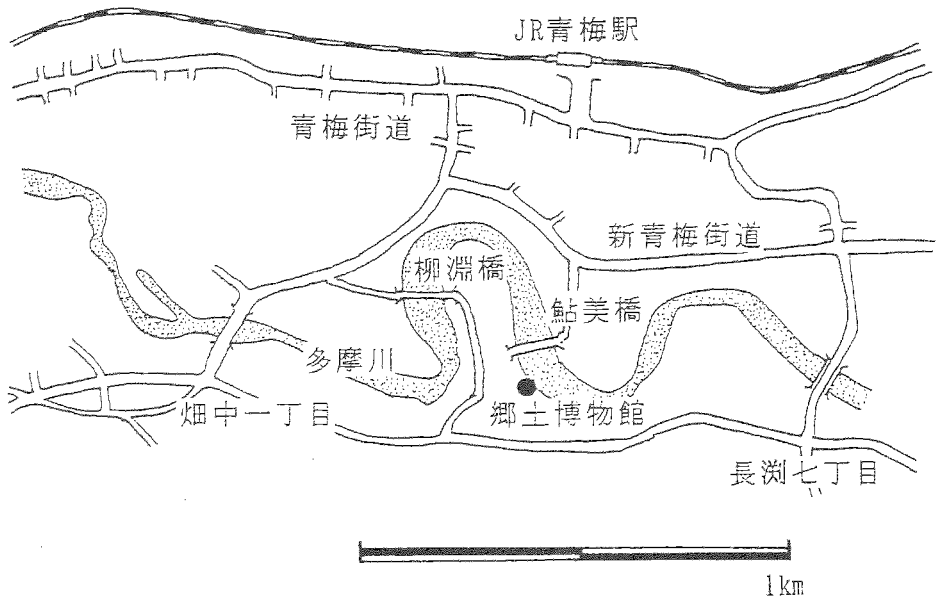 JR青梅駅
青梅街道
新青梅街道
柳淵橋
鮎美橋
多摩川
畑中一丁目
郷土博物館
長渕七丁目
1km